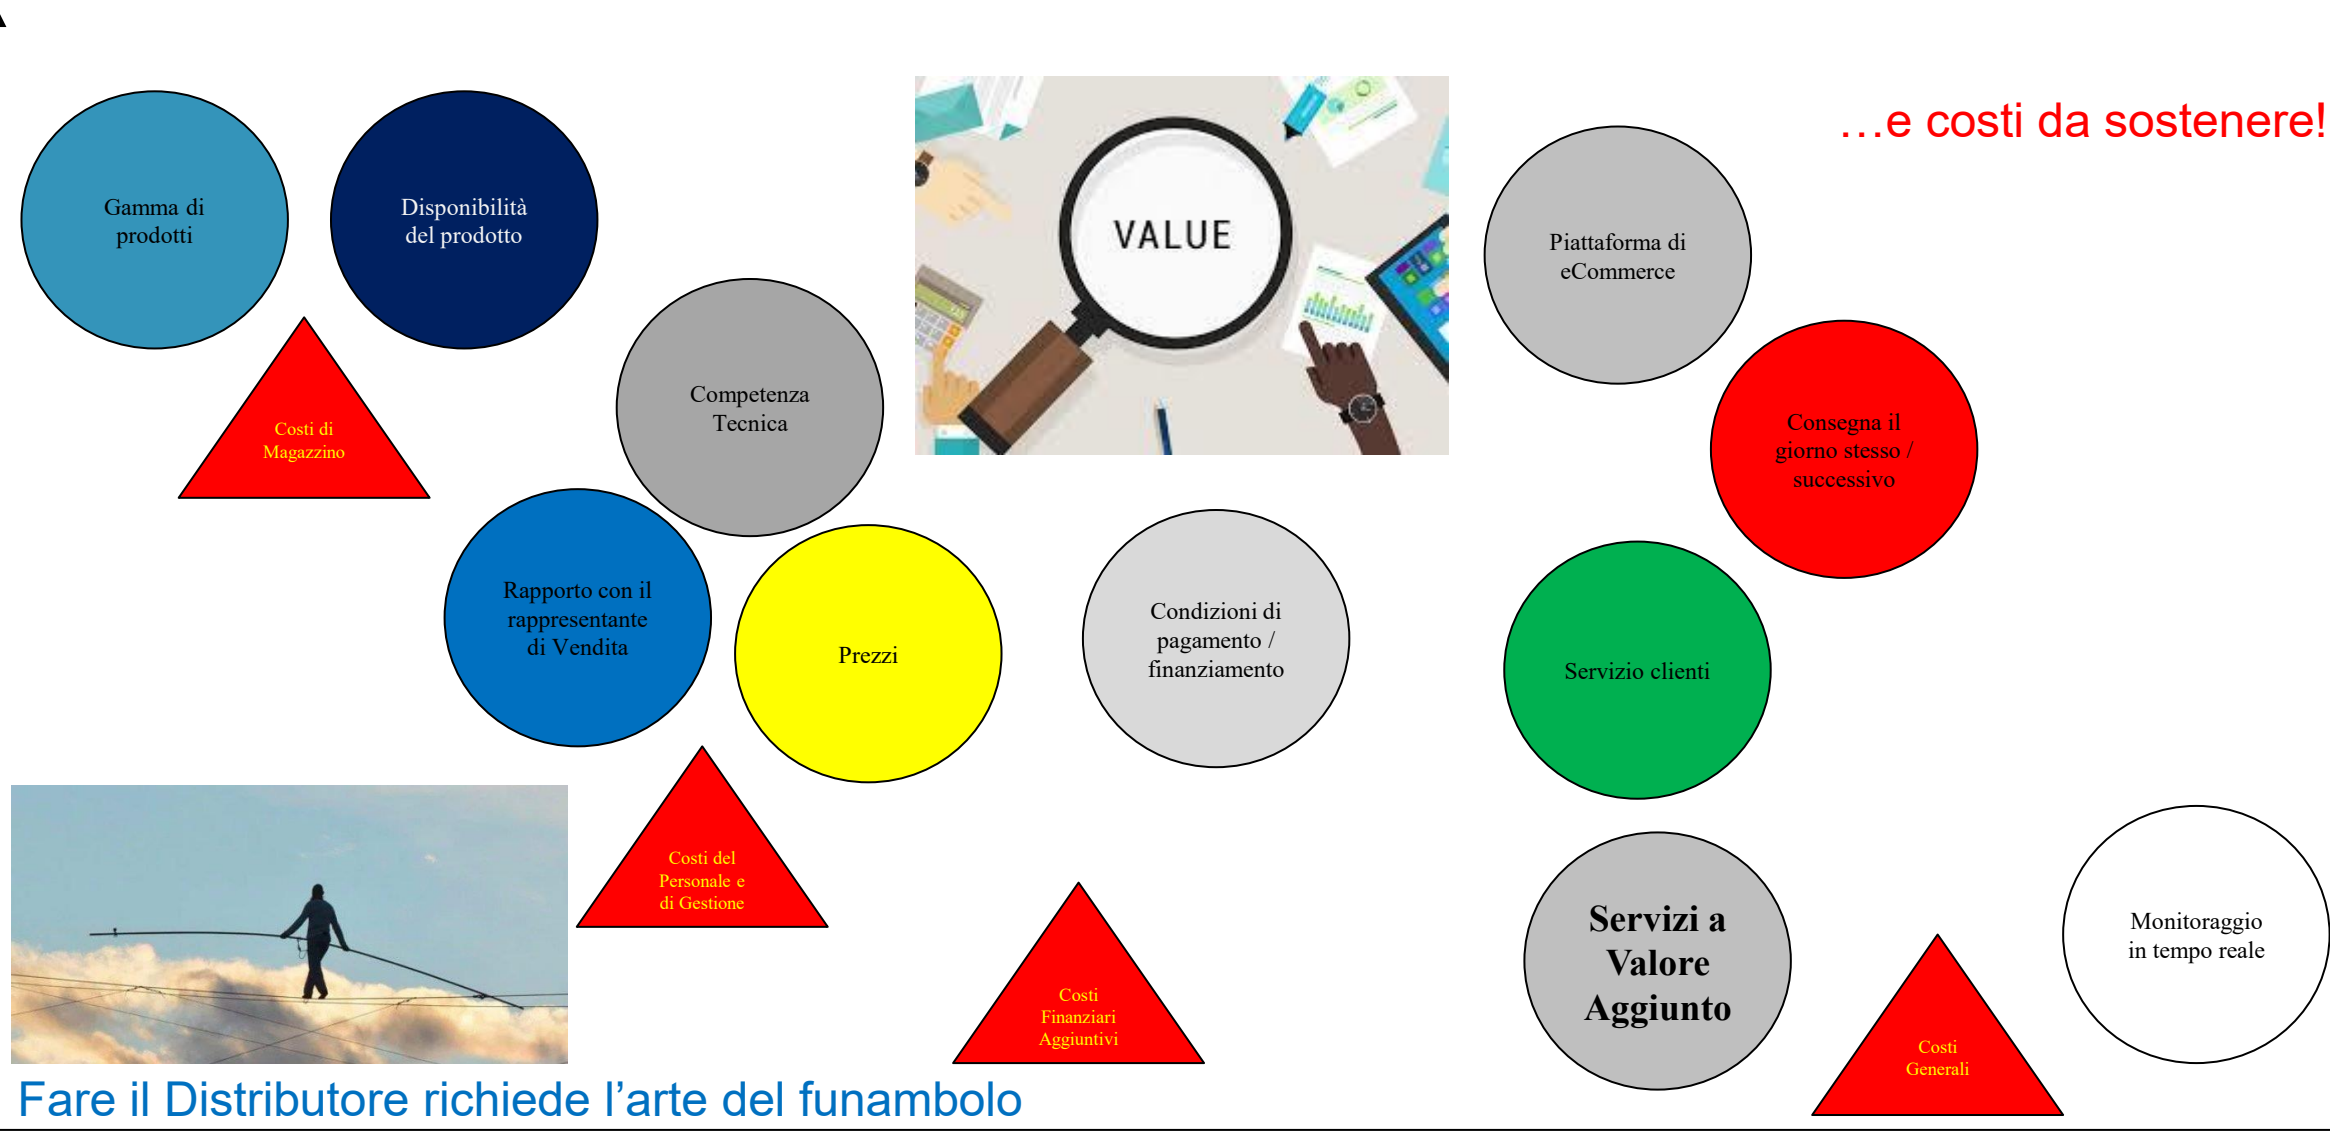 …e costi da sostenere!
Gamma di
prodotti
Disponibilità
del prodotto
VALUE
Piattaforma di
eCommerce
Competenza
Tecnica
Costi di
Magazzino
Consegna il
giorno stesso /
successivo
Rapporto con il
rappresentante
di Vendita
Prezzi
Condizioni di
pagamento /
finanziamento
Servizio clienti
Costi del
Personale e
di Gestione
Costi
Finanziari
Aggiuntivi
Servizi a
Valore
Aggiunto
Costi
Generali
Monitoraggio
in tempo reale
Fare il Distributore richiede l’arte del funambolo